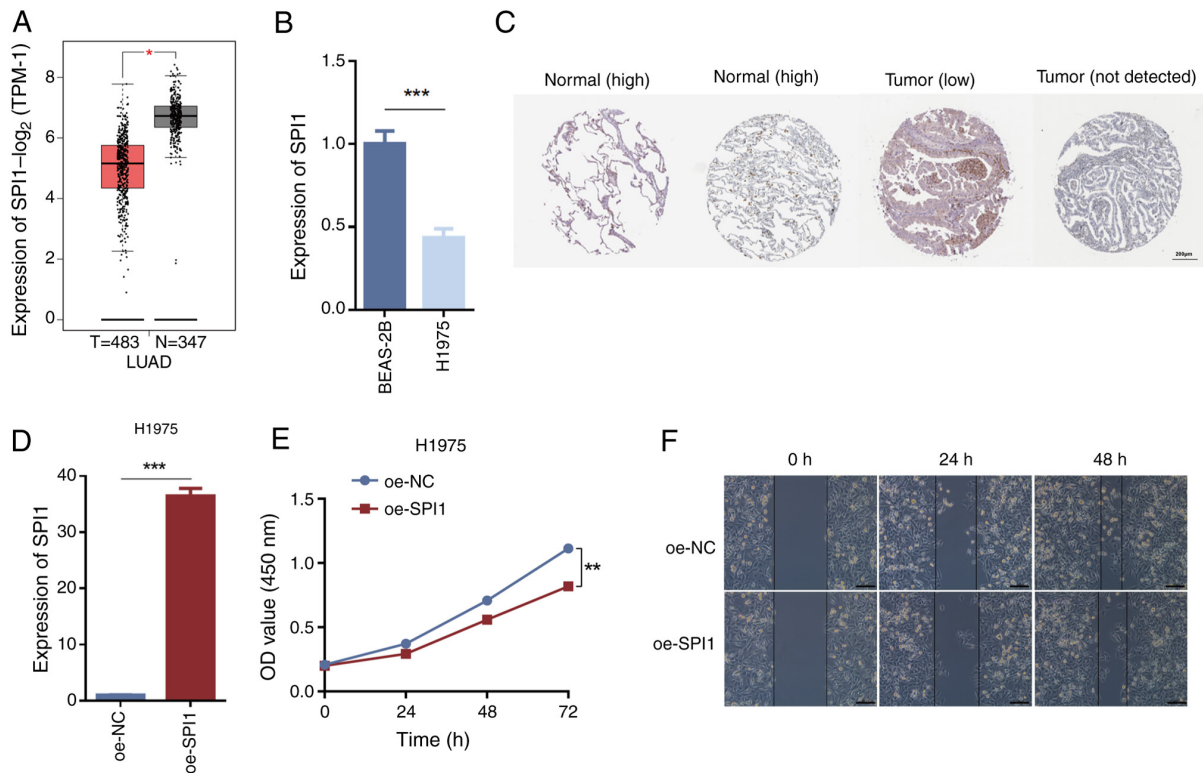 A
Expression of SPI1–log2 (TPM-1)
8
6
4
2
0
*
T=483 N=347
LUAD
B
Expression of SPI1
1.5
1.0
0.5
0.0
***
BEAS-2B
H1975
C
Normal (high)
Normal (high)
Tumor (low)
Tumor (not detected)
200μm
D
H1975
Expression of SPI1
40
30
20
10
0
***
oe-NC
oe-SPI1
E
H1975
oe-NC
oe-SPI1
OD value (450 nm)
1.5
1.0
0.5
0.0
**
0 24 48 72
Time (h)
F
0 h 24 h 48 h
oe-NC
oe-SPI1